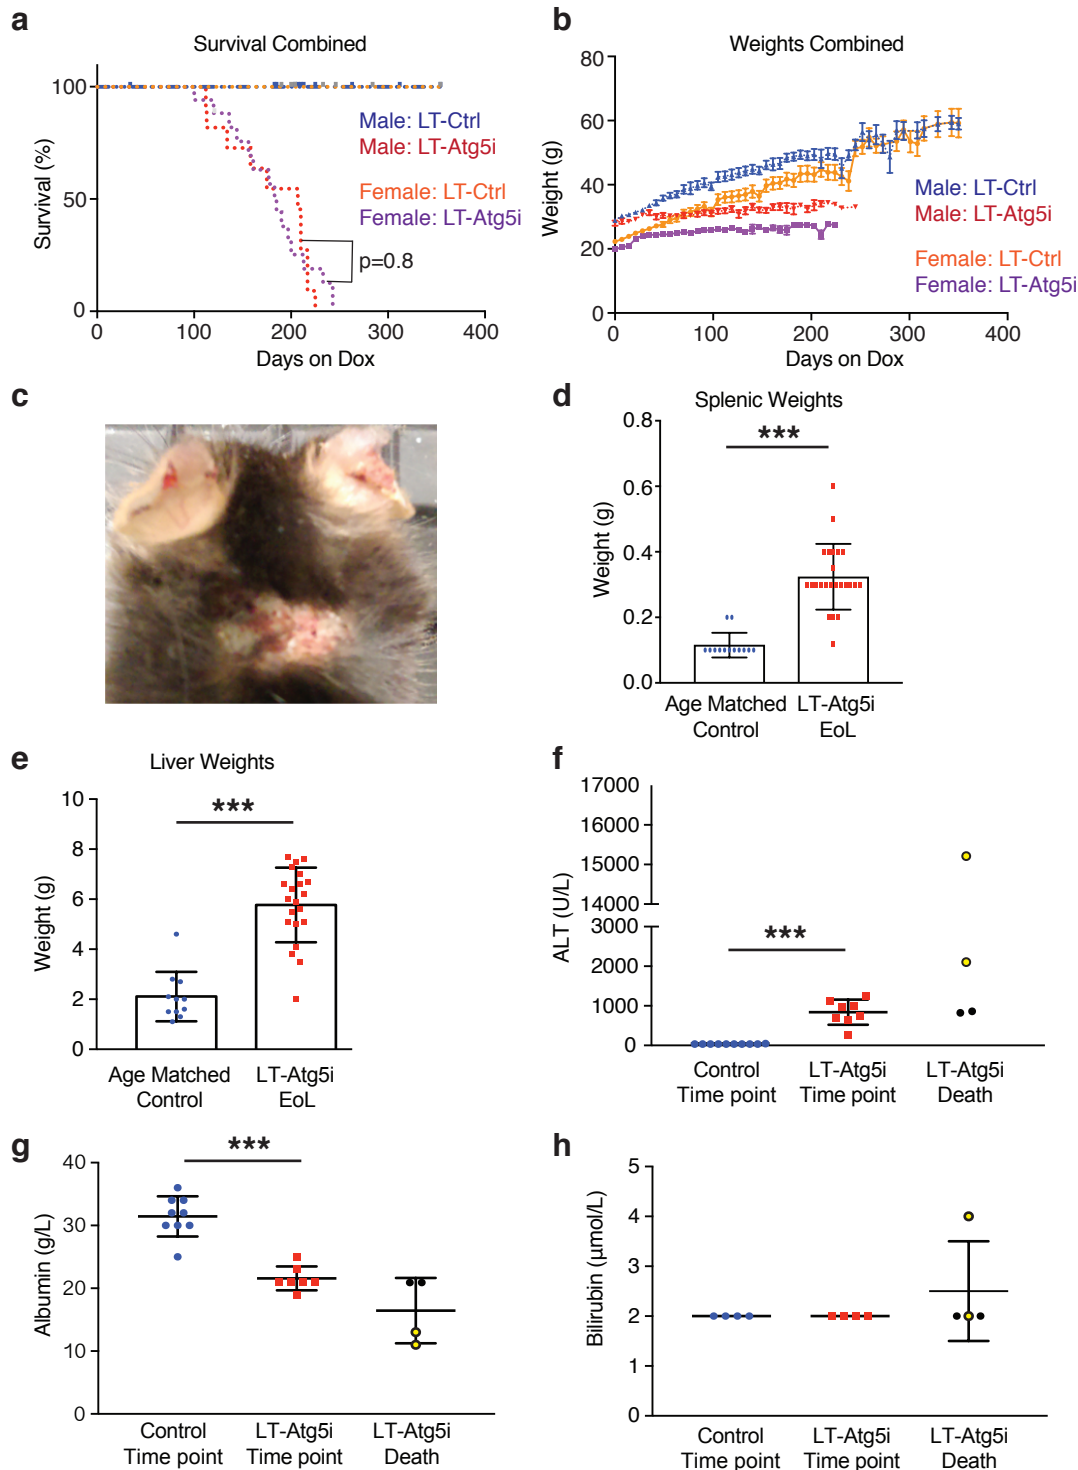 a
Survival Combined
100
50
0
Survival (%)
Male: LT-Ctrl
Male: LT-Atg5i
Female: LT-Ctrl
Female: LT-Atg5i
p=0.8
0
100
200
300
400
Days on Dox
b
Weights Combined
80
60
40
20
0
Weight (g)
Male: LT-Ctrl
Male: LT-Atg5i
Female: LT-Ctrl
Female: LT-Atg5i
0
100
200
300
400
Days on Dox
c
d
Splenic Weights
0.8
0.6
0.4
0.2
0.0
Weight (g)
***
Age Matched
Control
LT-Atg5i
EoL
e
Liver Weights
10
8
6
4
2
0
Weight (g)
***
Age Matched
Control
LT-Atg5i
EoL
f
17000
16000
15000
14000
3000
2000
1000
0
ALT (U/L)
***
Control
Time point
LT-Atg5i
Time point
LT-Atg5i
Death
g
40
30
20
10
0
Albumin (g/L)
***
Control
Time point
LT-Atg5i
Time point
LT-Atg5i
Death
h
5
4
3
2
1
0
Bilirubin (μmol/L)
Control
Time point
LT-Atg5i
Time point
LT-Atg5i
Death